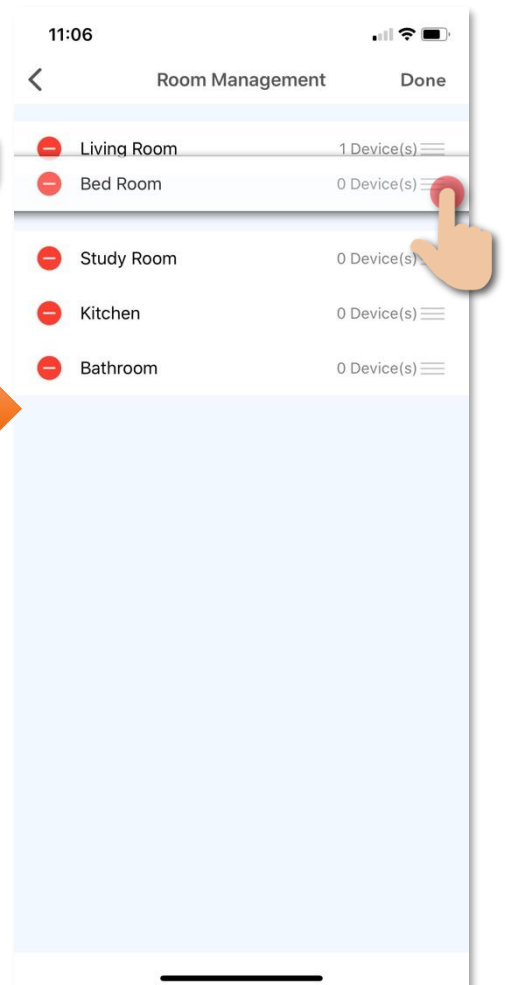 11:06
Room Management Done
Living Room 1 Device(s)
Bed Room 0 Device(s)
Study Room 0 Device(s)
Kitchen 0 Device(s)
Bathroom 0 Device(s)